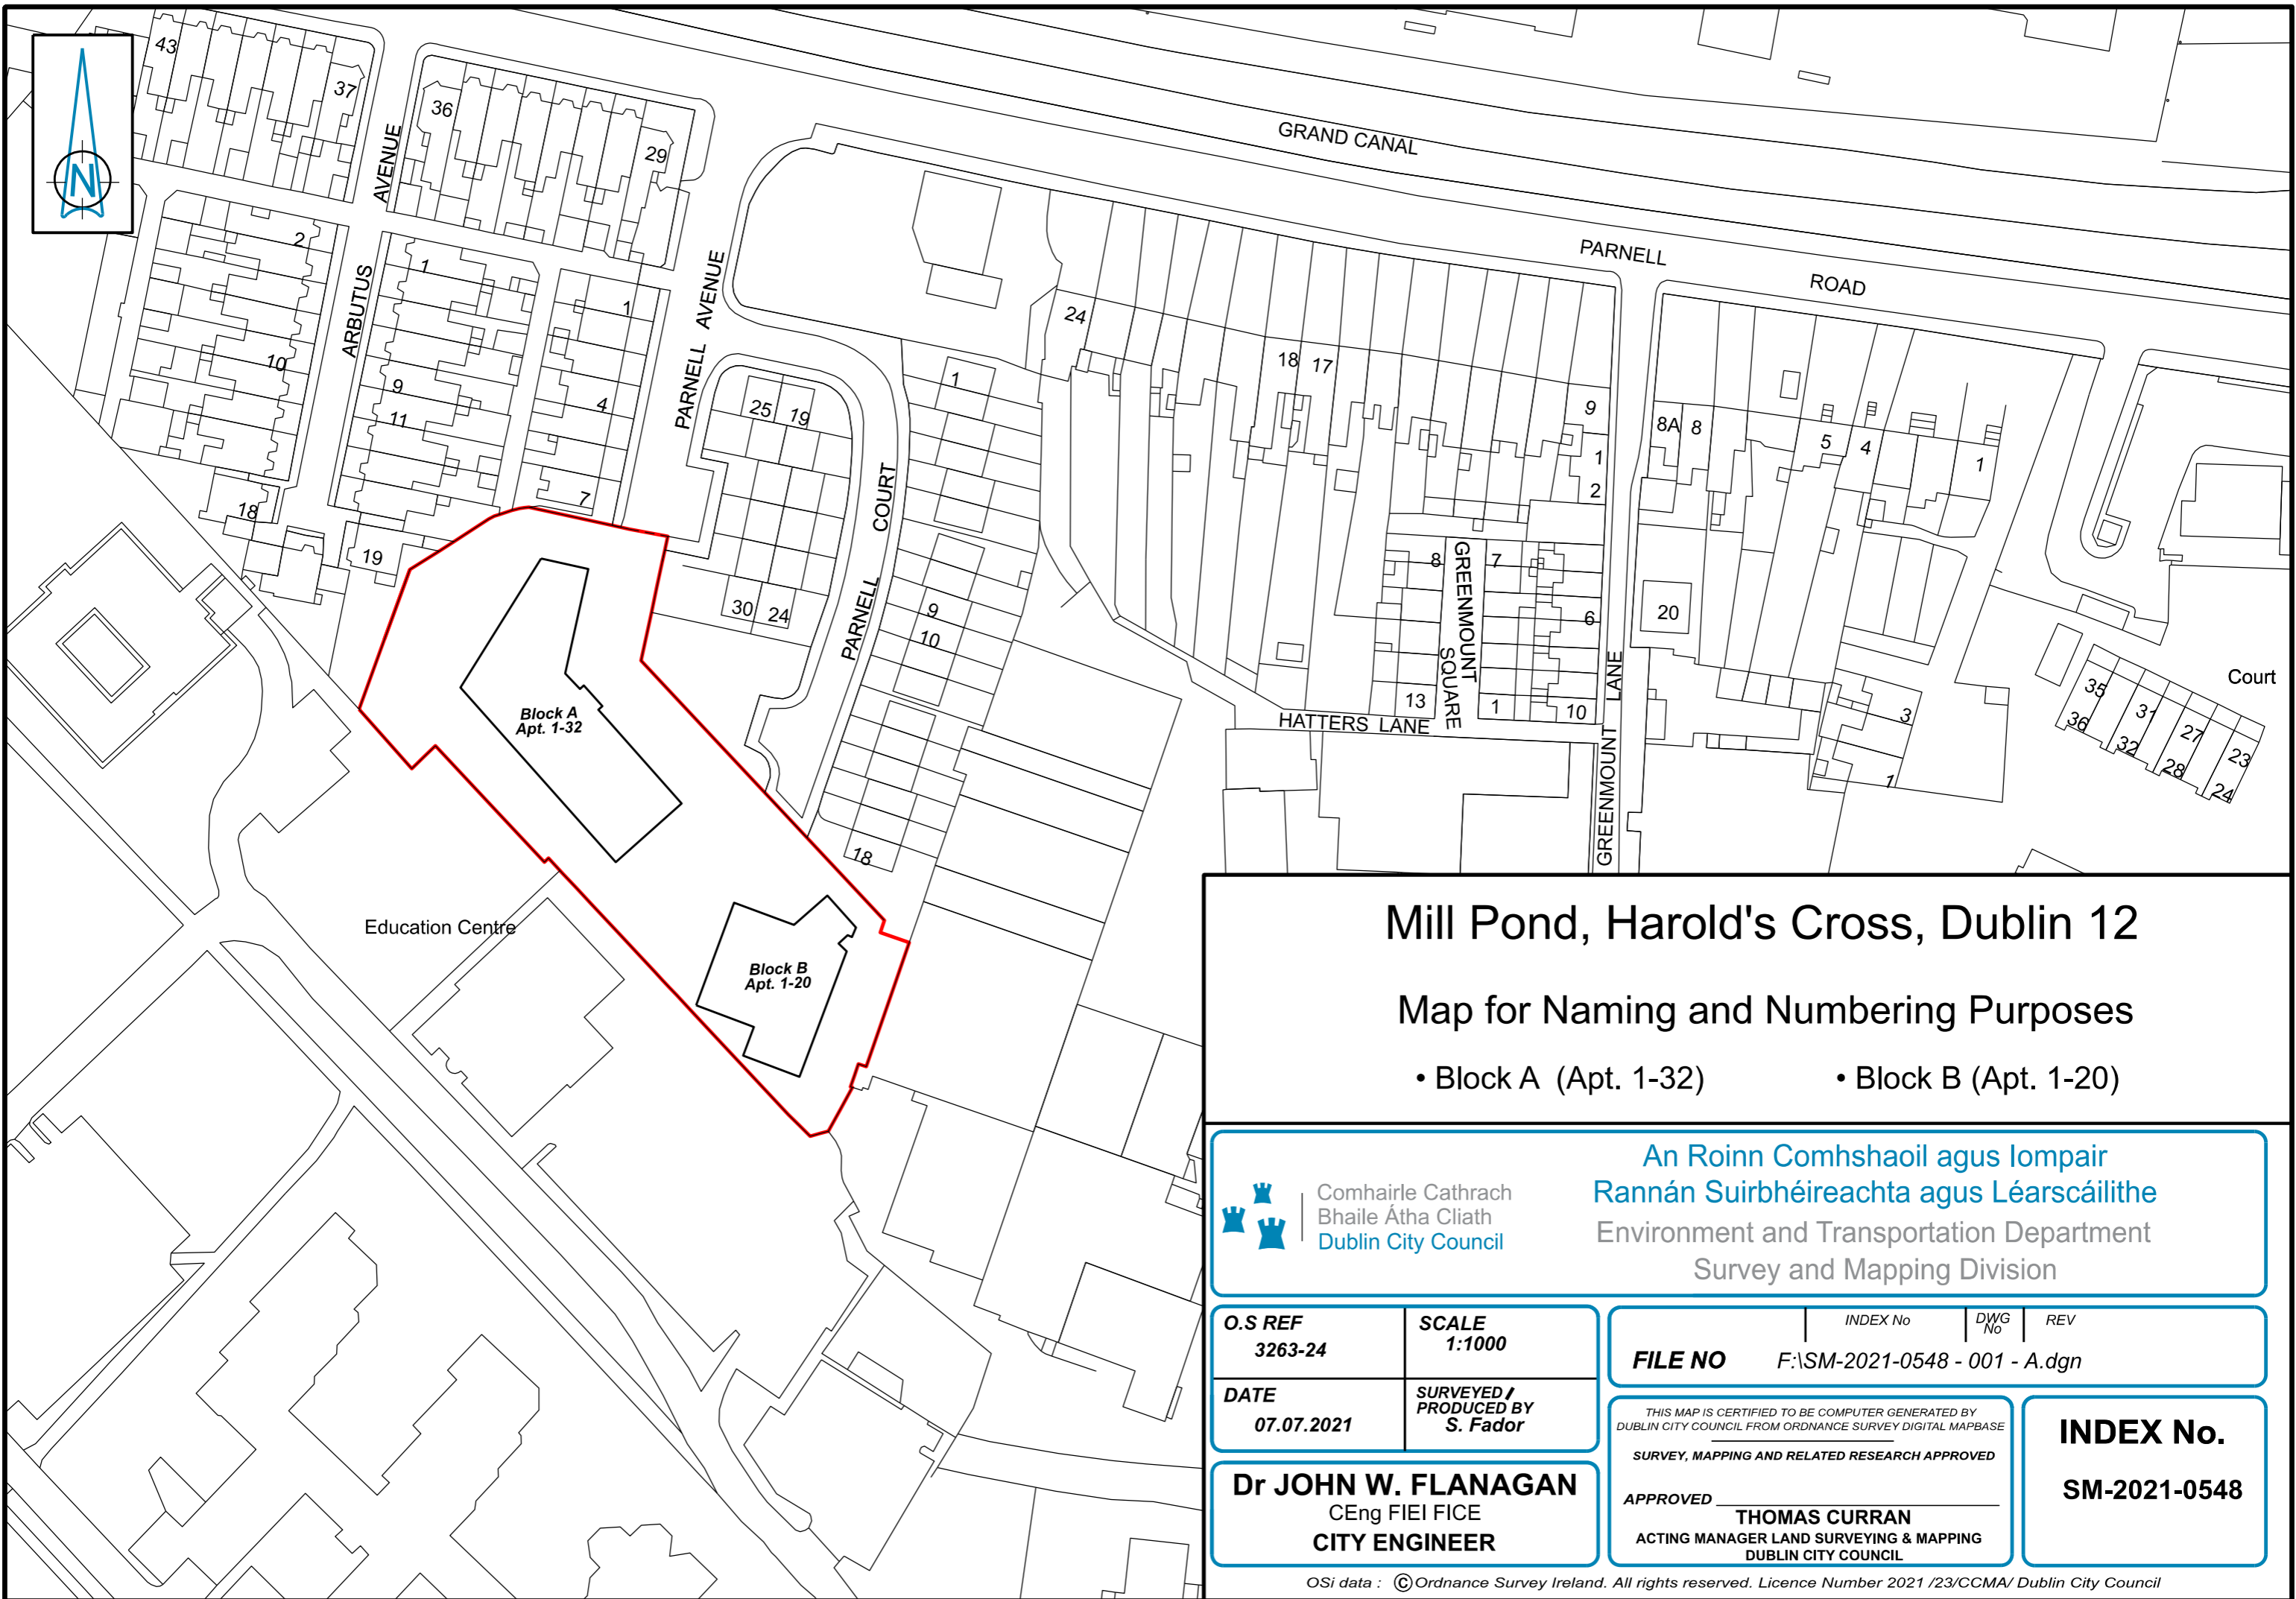 N
43
37
36
29
AVENUE
ARBUTUS
2
10
18
1
9
11
19
1
4
7
PARNELL AVENUE
25 19
30 24
PARNELL COURT
1
9
10
18
GRAND CANAL
PARNELL ROAD
24
18 17
9
1
2
8A 8
5
4
1
20
8
7
6
13
1
10
GREENMOUNT
SQUARE
HATTERS LANE
GREENMOUNT LANE
3
1
Court
35
36
31
32
27
28
23
24
Block A
Apt. 1-32
Block B
Apt. 1-20
Education Centre
Mill Pond, Harold's Cross, Dublin 12
Map for Naming and Numbering Purposes
• Block A (Apt. 1-32)
• Block B (Apt. 1-20)
Comhairle Cathrach
Bhaile Átha Cliath
Dublin City Council
An Roinn Comhshaoil agus Iompair
Rannán Suirbhéireachta agus Léarscáilithe
Environment and Transportation Department
Survey and Mapping Division
O.S REF
3263-24
SCALE
1:1000
DATE
07.07.2021
SURVEYED /
PRODUCED BY
S. Fador
INDEX No
DWG
No
REV
FILE NO F:\SM-2021-0548 - 001 - A.dgn
Dr JOHN W. FLANAGAN
CEng FIEI FICE
CITY ENGINEER
THIS MAP IS CERTIFIED TO BE COMPUTER GENERATED BY
DUBLIN CITY COUNCIL FROM ORDNANCE SURVEY DIGITAL MAPBASE
SURVEY, MAPPING AND RELATED RESEARCH APPROVED
APPROVED
THOMAS CURRAN
ACTING MANAGER LAND SURVEYING & MAPPING
DUBLIN CITY COUNCIL
INDEX No.
SM-2021-0548
OSi data : © Ordnance Survey Ireland. All rights reserved. Licence Number 2021 /23/CCMA/ Dublin City Council